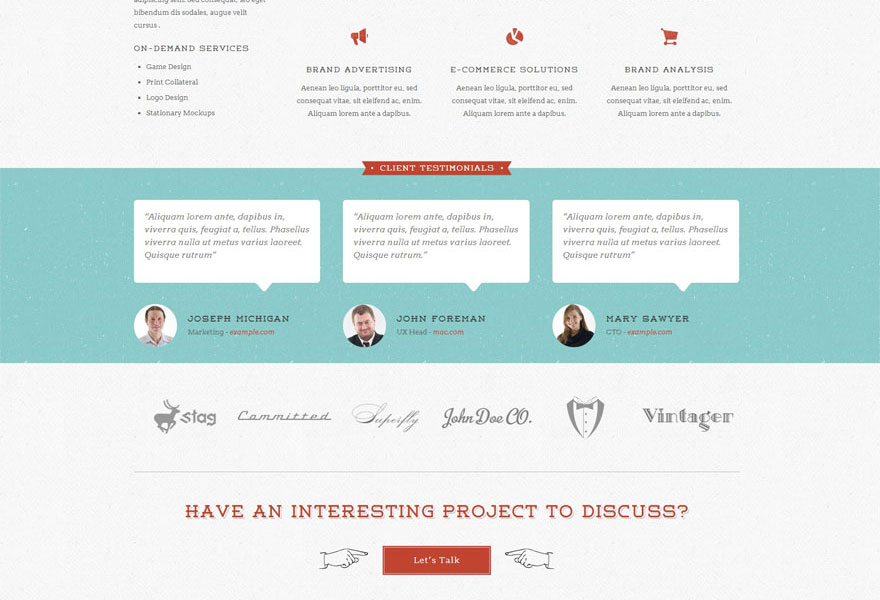 adipiscing sem. Sed consequat, leo eget
bibendum dis sodales, augue velit
cursus .
ON-DEMAND SERVICES
• Game Design
• Print Collateral
• Logo Design
• Stationary Mockups
BRAND ADVERTISING
Aenean leo ligula, porttitor eu, sed
consequat vitae, sit eleifend ac, enim.
Aliquam lorem ante a dapibus.
E-COMMERCE SOLUTIONS
Aenean leo ligula, porttitor eu, sed
consequat vitae, sit eleifend ac, enim.
Aliquam lorem ante a dapibus.
BRAND ANALYSIS
Aenean leo ligula, porttitor eu, sed
consequat vitae, sit eleifend ac, enim.
Aliquam lorem ante a dapibus.
• CLIENT TESTIMONIALS •
"Aliquam lorem ante, dapibus in,
viverra quis, feugiat a, tellus. Phasellus
viverra nulla ut metus varius laoreet.
Quisque rutrum"
JOSEPH MICHIGAN
Marketing - example.com
"Aliquam lorem ante, dapibus in,
viverra quis, feugiat a, tellus. Phasellus
viverra nulla ut metus varius laoreet.
Quisque rutrum."
JOHN FOREMAN
UX Head - mac.com
"Aliquam lorem ante, dapibus in,
viverra quis, feugiat a, tellus. Phasellus
viverra nulla ut metus varius laoreet.
Quisque rutrum"
MARY SAWYER
CTO - example.com
stag
Committed
Superfly
John Doe CO.
Vintager
HAVE AN INTERESTING PROJECT TO DISCUSS?
Let's Talk